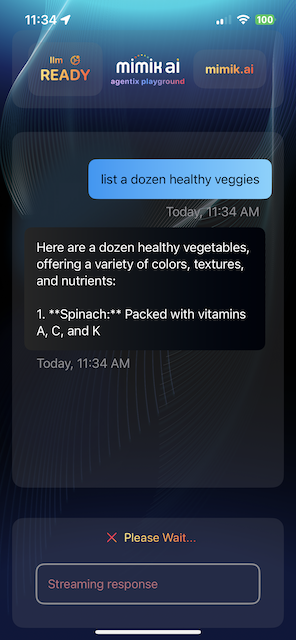 11:34
100
llm
READY
mimik ai
agentix playground
mimik.ai
list a dozen healthy veggies
Today, 11:34 AM
Here are a dozen healthy vegetables,
offering a variety of colors, textures,
and nutrients:
1. **Spinach:** Packed with vitamins
A, C, and K
Today, 11:34 AM
Please Wait...
Streaming response